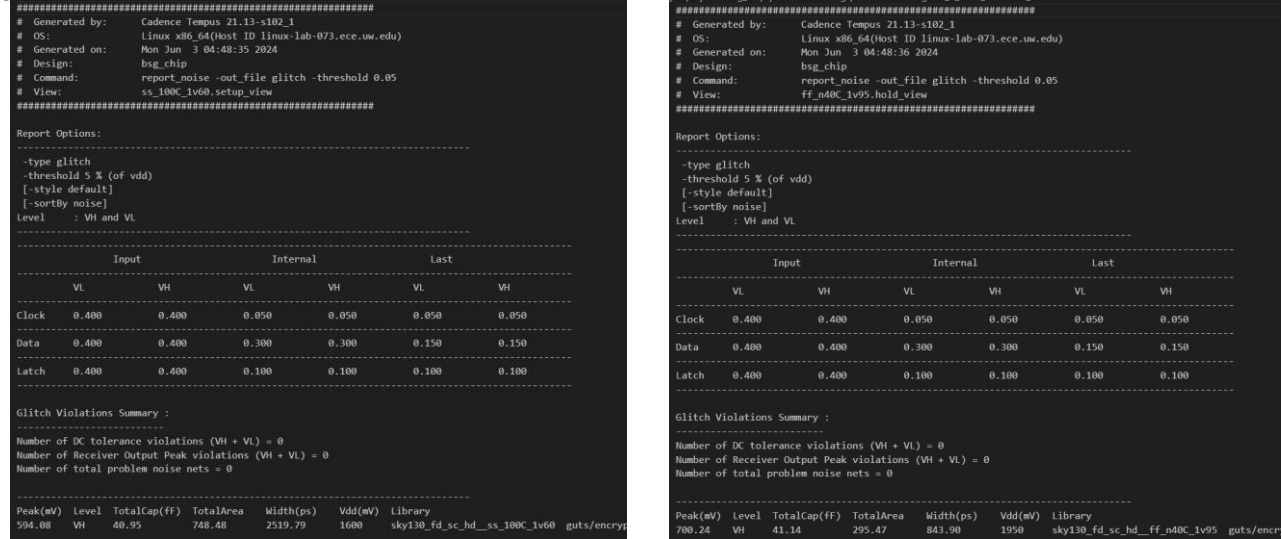 ################################################################
# Generated by: Cadence Tempus 21.13-s102_1
# OS: Linux x86_64(Host ID linux-lab-073.ece.uw.edu)
# Generated on: Mon Jun 3 04:48:35 2024
# Design: bsg_chip
# Command: report_noise -out_file glitch -threshold 0.05
# View: ss_100C_1v60.setup_view
################################################################
Report Options:
-type glitch
-threshold 5 % (of vdd)
[-style default]
[-sortBy noise]
Level : VH and VL
Input Internal Last
VL VH VL VH VL VH
Clock 0.400 0.400 0.050 0.050 0.050 0.050
Data 0.400 0.400 0.300 0.300 0.150 0.150
Latch 0.400 0.400 0.100 0.100 0.100 0.100
Glitch Violations Summary :
Number of DC tolerance violations (VH + VL) = 0
Number of Receiver Output Peak violations (VH + VL) = 0
Number of total problem noise nets = 0
Peak(mV) Level TotalCap(fF) TotalArea Width(ps) Vdd(mV) Library
594.08 VH 40.95 748.48 2519.79 1600 sky130_fd_sc_hd__ss_100C_1v60 guts/encryp
################################################################
# Generated by: Cadence Tempus 21.13-s102_1
# OS: Linux x86_64(Host ID linux-lab-073.ece.uw.edu)
# Generated on: Mon Jun 3 04:48:36 2024
# Design: bsg_chip
# Command: report_noise -out_file glitch -threshold 0.05
# View: ff_n40C_1v95.hold_view
################################################################
Report Options:
-type glitch
-threshold 5 % (of vdd)
[-style default]
[-sortBy noise]
Level : VH and VL
Input Internal Last
VL VH VL VH VL VH
Clock 0.400 0.400 0.050 0.050 0.050 0.050
Data 0.400 0.400 0.300 0.300 0.150 0.150
Latch 0.400 0.400 0.100 0.100 0.100 0.100
Glitch Violations Summary :
Number of DC tolerance violations (VH + VL) = 0
Number of Receiver Output Peak violations (VH + VL) = 0
Number of total problem noise nets = 0
Peak(mV) Level TotalCap(fF) TotalArea Width(ps) Vdd(mV) Library
700.24 VH 41.14 295.47 843.90 1950 sky130_fd_sc_hd__ff_n40C_1v95 guts/encr